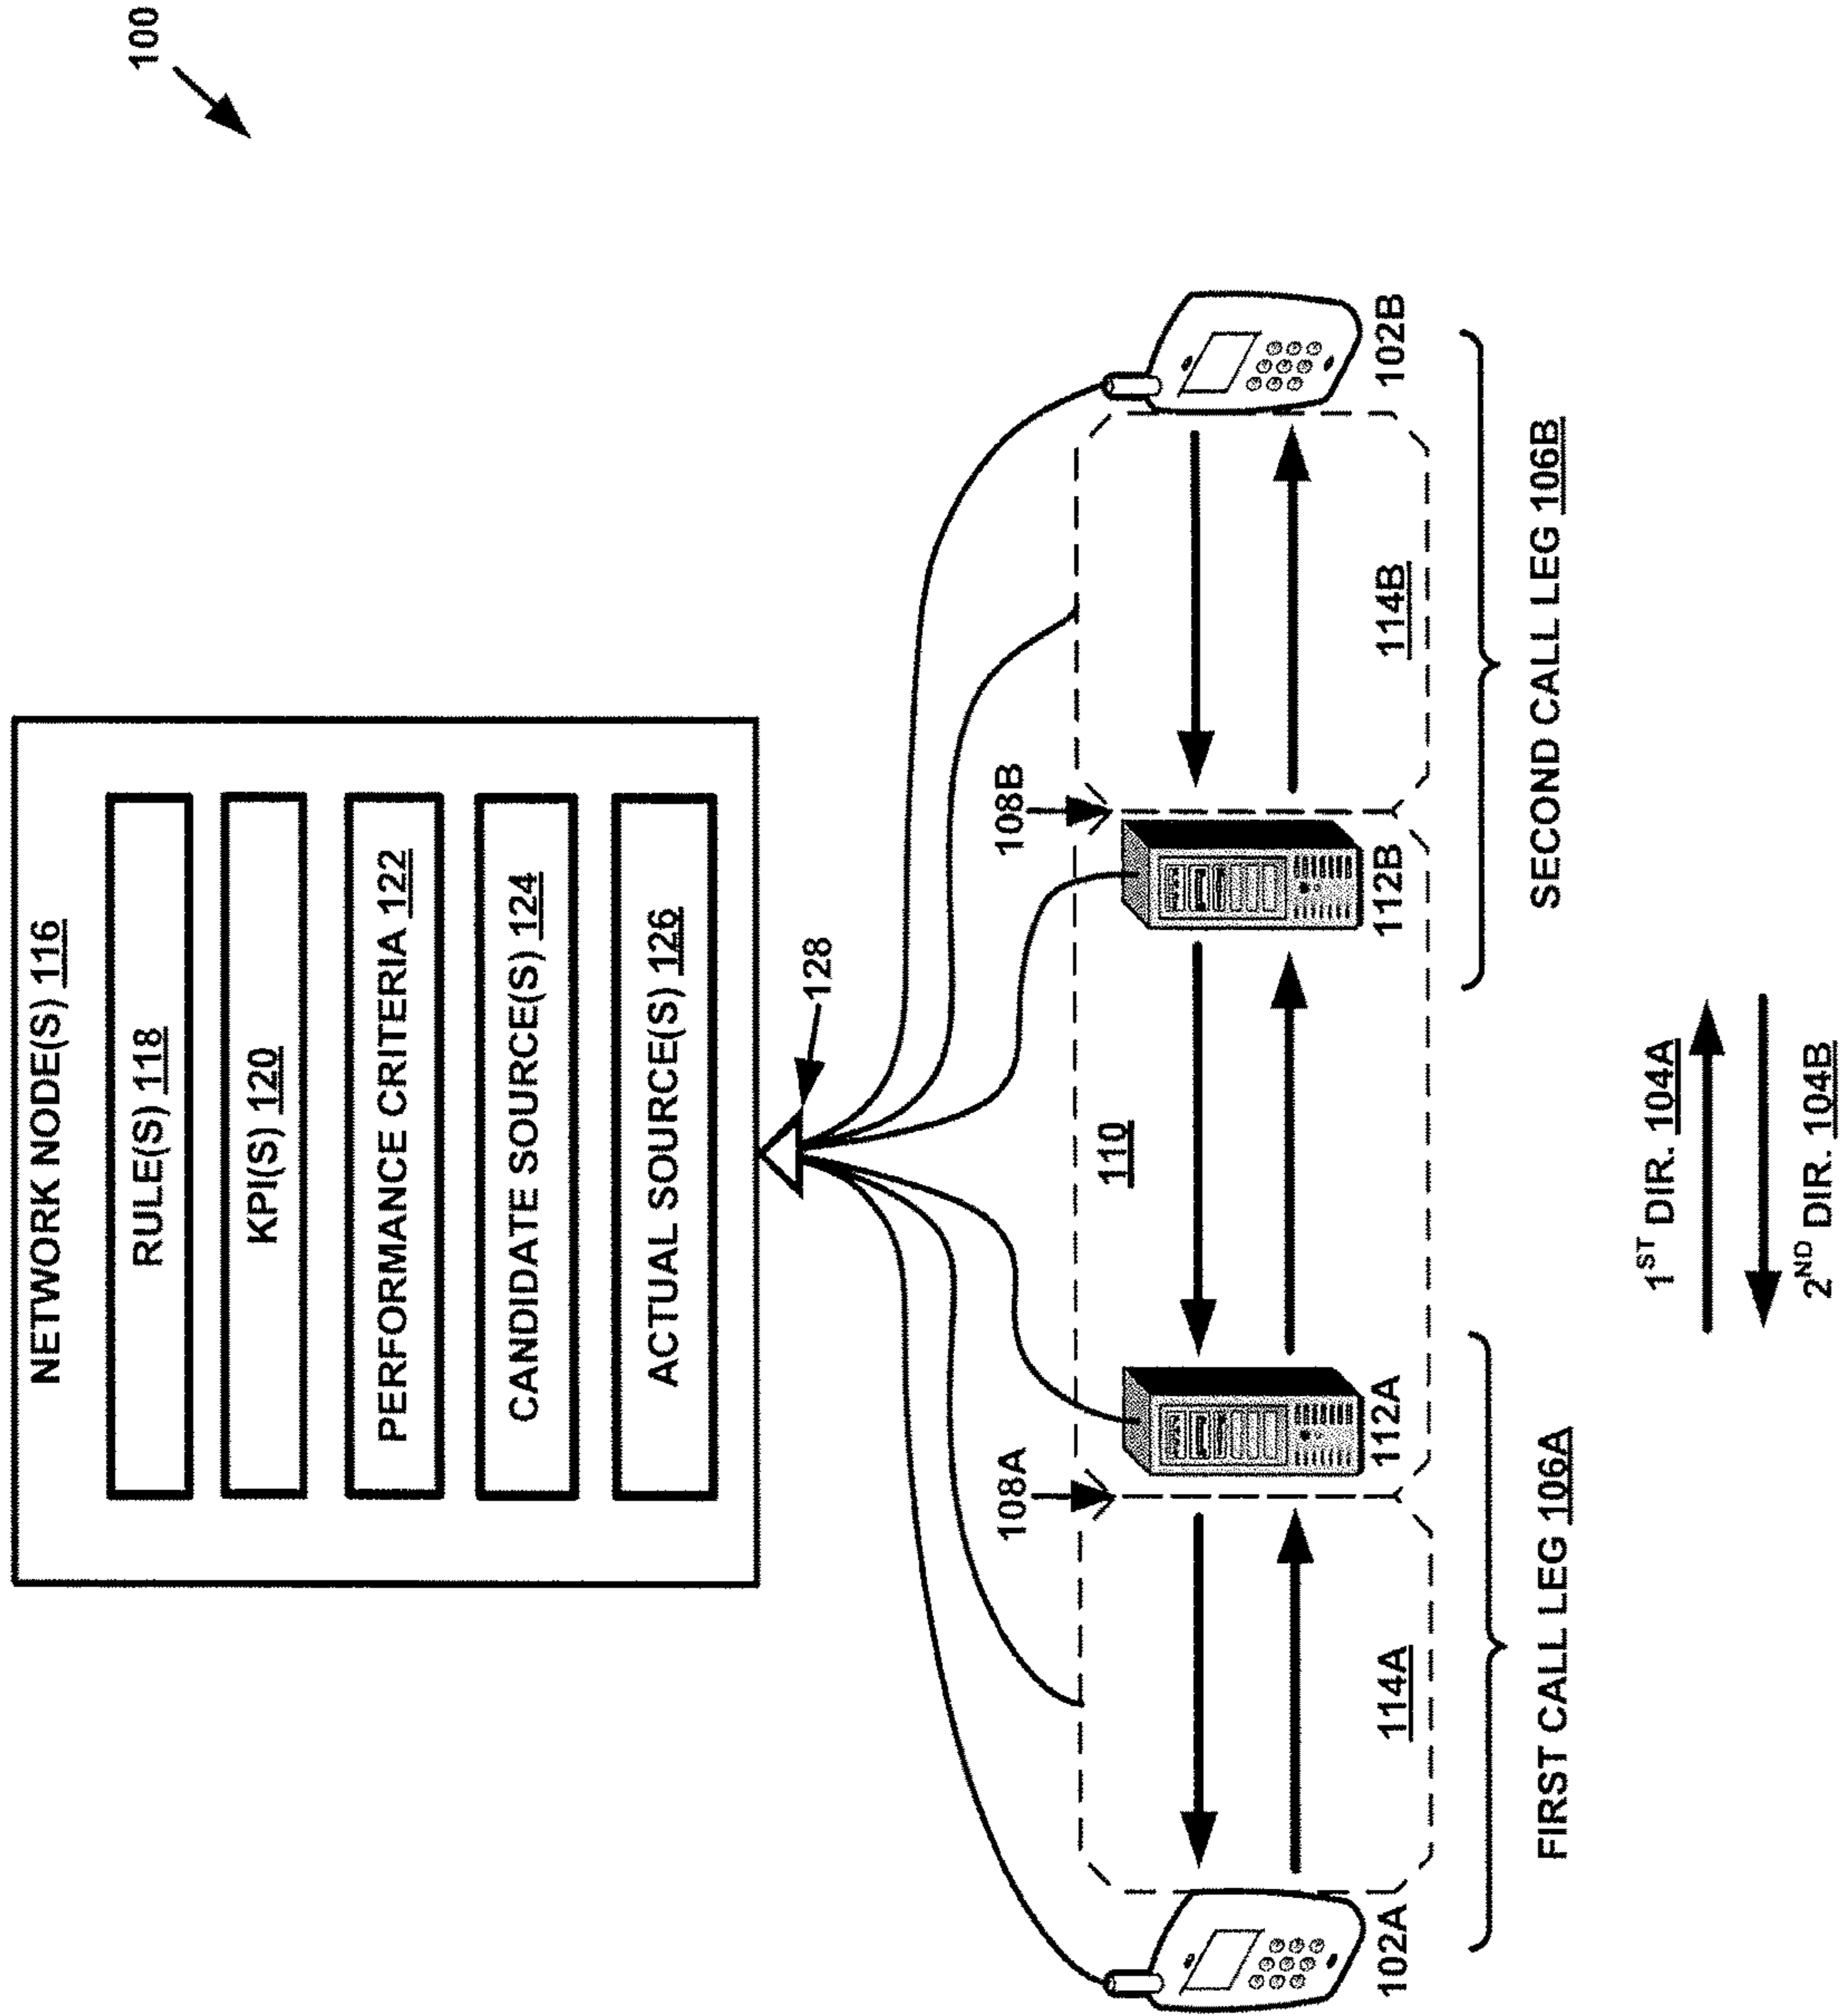 100
NETWORK NODE(S) 116
RULE(S) 118
KPI(S) 120
PERFORMANCE CRITERIA 122
CANDIDATE SOURCE(S) 124
ACTUAL SOURCE(S) 126
128
108A
108B
110
102A
114A
112A
112B
114B
102B
FIRST CALL LEG 106A
SECOND CALL LEG 106B
1ST DIR. 104A
2ND DIR. 104B